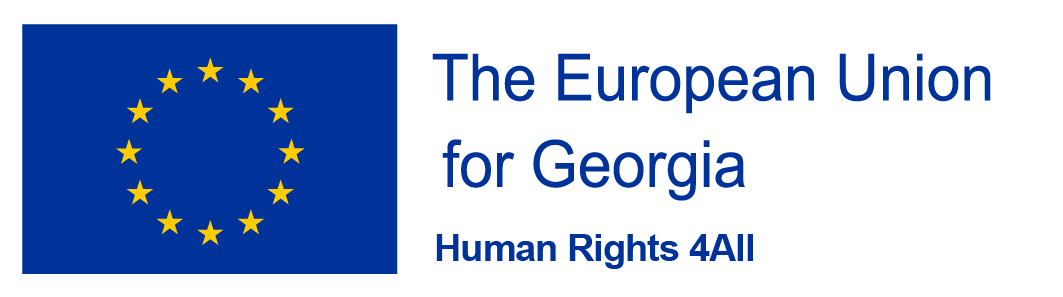 The European Union
for Georgia
Human Rights 4All